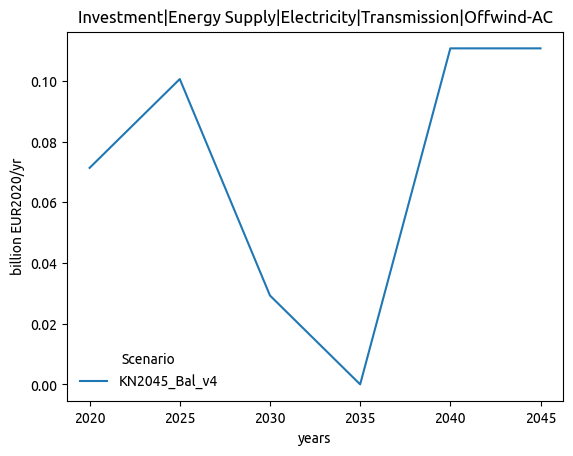 Investment|Energy Supply|Electricity|Transmission|Offwind-AC
billion EUR2020/yr
0.10
0.08
0.06
0.04
0.02
0.00
Scenario
KN2045_Bal_v4
2020 2025 2030 2035 2040 2045
years